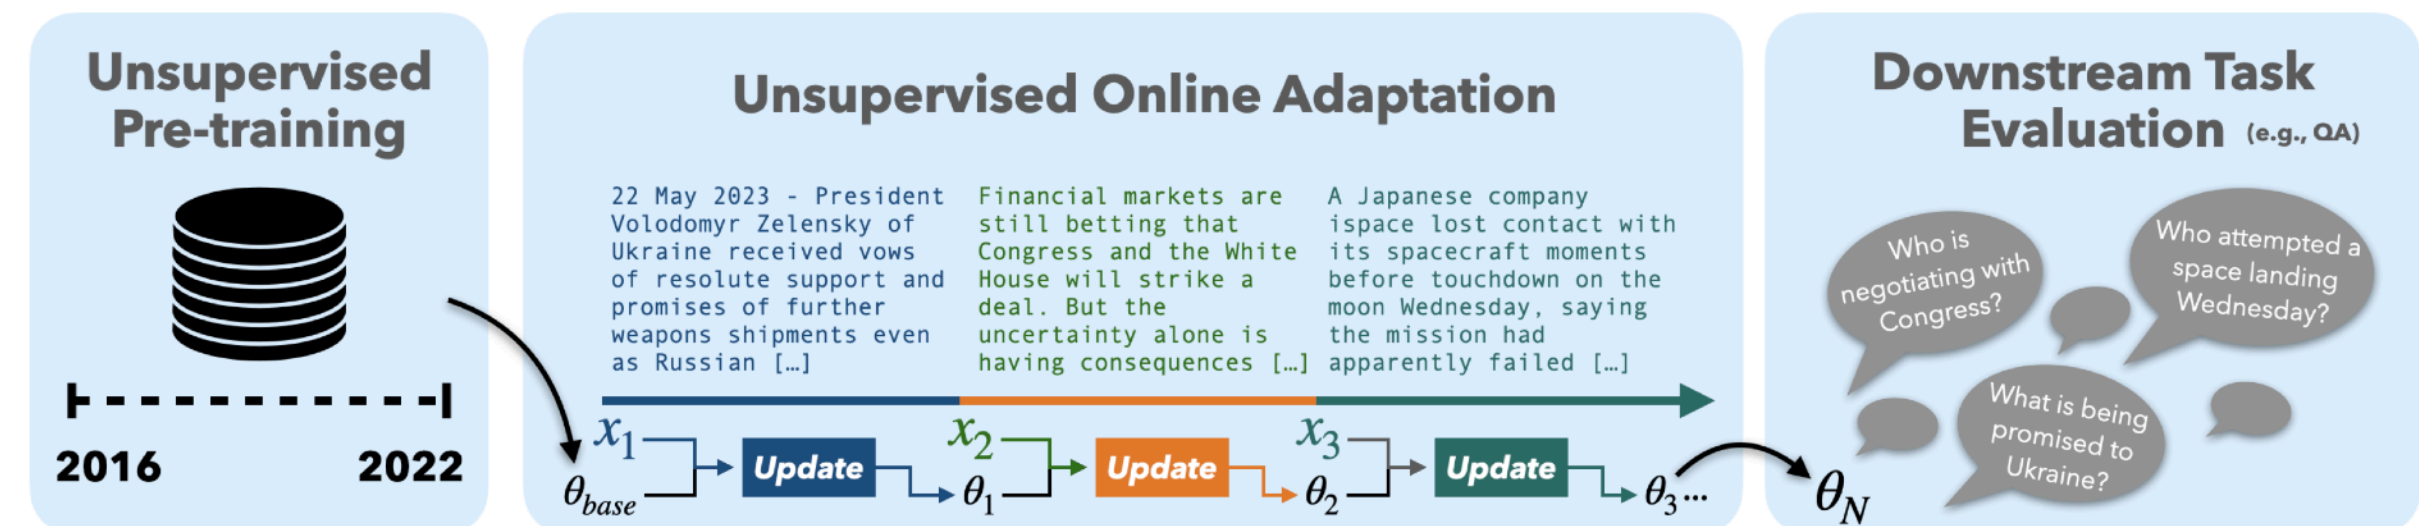 Unsupervised
Pre-training
2016
2022
Unsupervised Online Adaptation
22 May 2023 - President
Volodomyr Zelensky of
Ukraine received vows
of resolute support and
promises of further
weapons shipments even
as Russian […]
Financial markets are
still betting that
Congress and the White
House will strike a
deal. But the
uncertainty alone is
having consequences […]
A Japanese company
ispace lost contact with
its spacecraft moments
before touchdown on the
moon Wednesday, saying
the mission had
apparently failed […]
x₁
θbase
Update
x₂
θ₁
Update
x₃
θ₂
Update
θ₃...
Downstream Task
Evaluation (e.g., QA)
Who is
negotiating with
Congress?
Who attempted a
space landing
Wednesday?
What is being
promised to
Ukraine?
θN